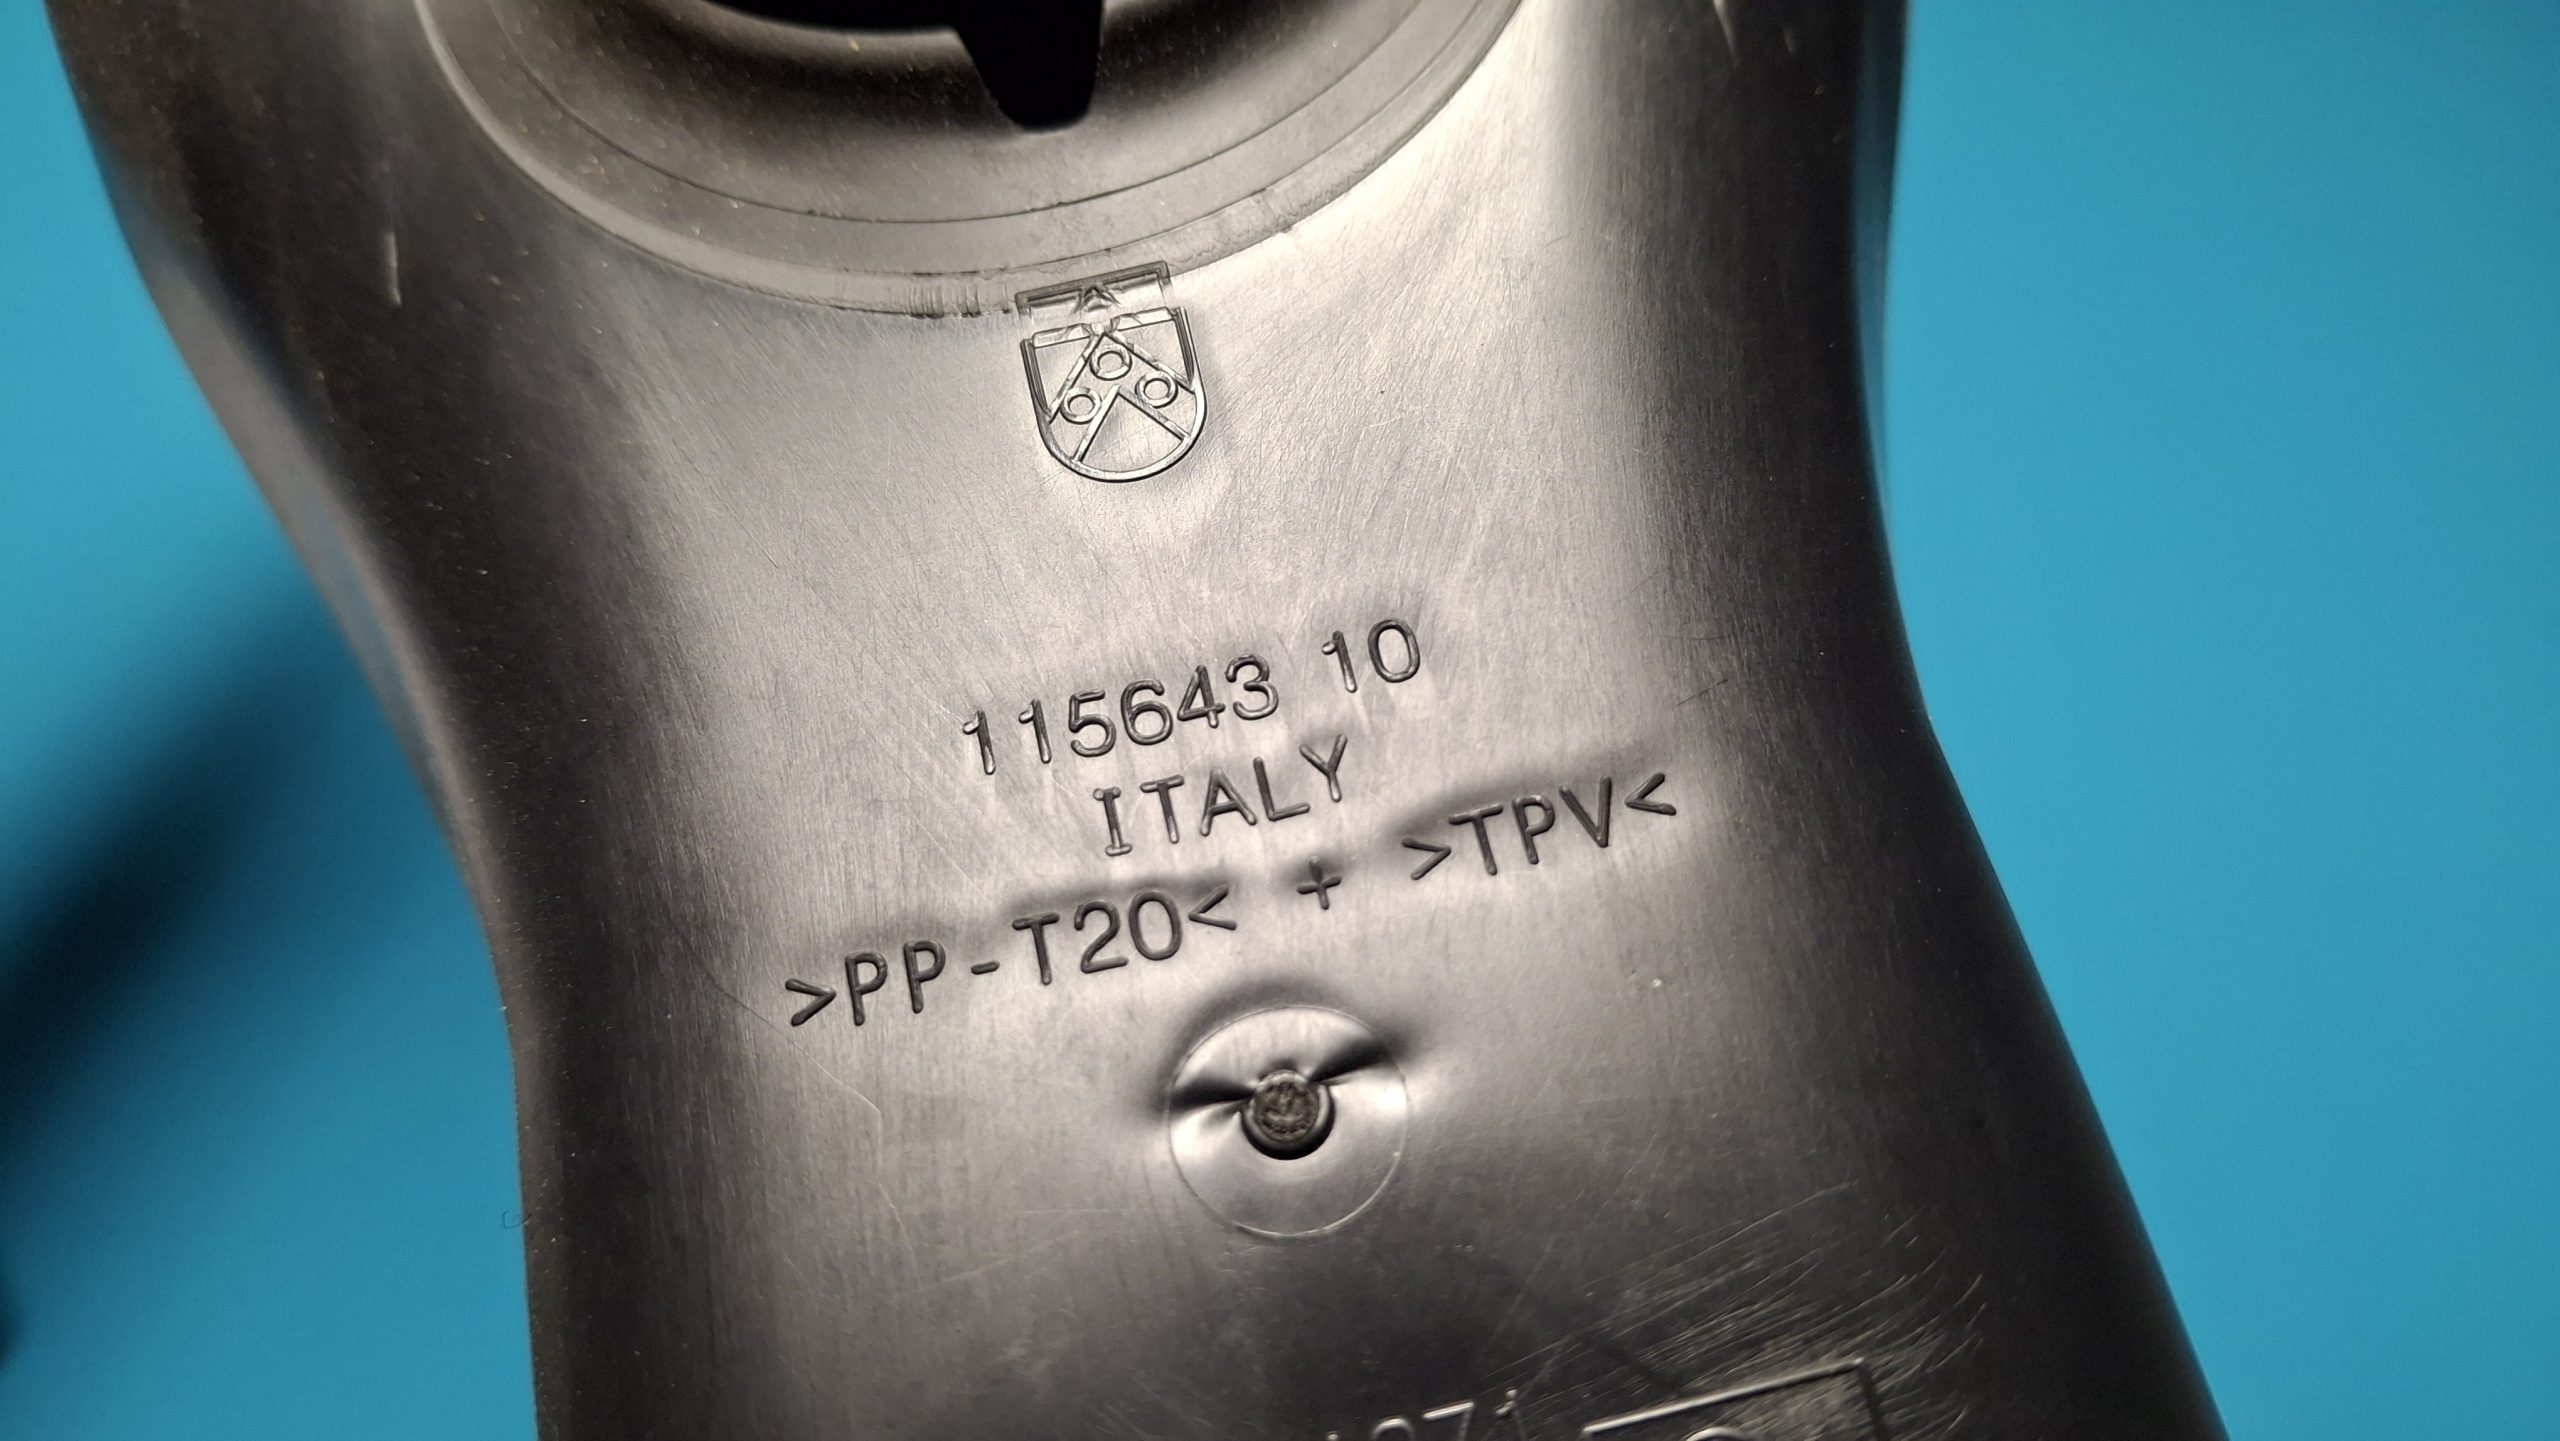 115643 10
ITALY
>PP-T20< + >TPV<